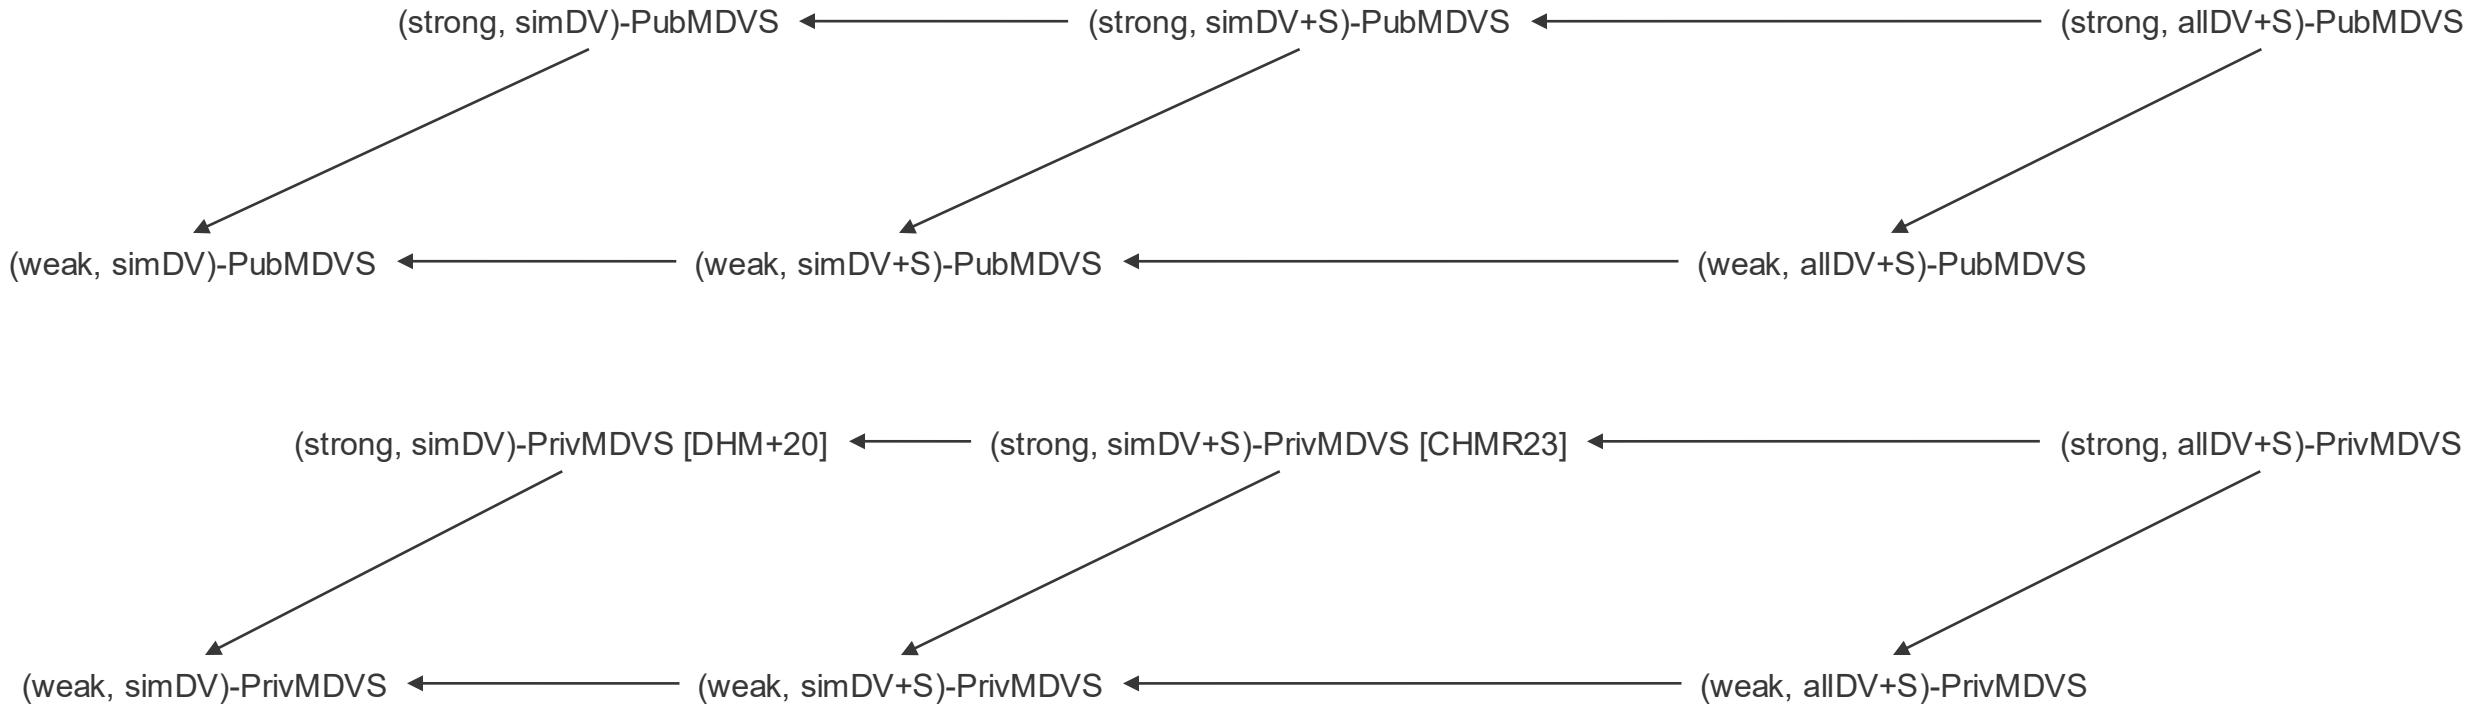 (strong, simDV)-PubMDVS
(strong, simDV+S)-PubMDVS
(strong, allDV+S)-PubMDVS
(weak, simDV)-PubMDVS
(weak, simDV+S)-PubMDVS
(weak, allDV+S)-PubMDVS
(strong, simDV)-PrivMDVS [DHM+20]
(strong, simDV+S)-PrivMDVS [CHMR23]
(strong, allDV+S)-PrivMDVS
(weak, simDV)-PrivMDVS
(weak, simDV+S)-PrivMDVS
(weak, allDV+S)-PrivMDVS